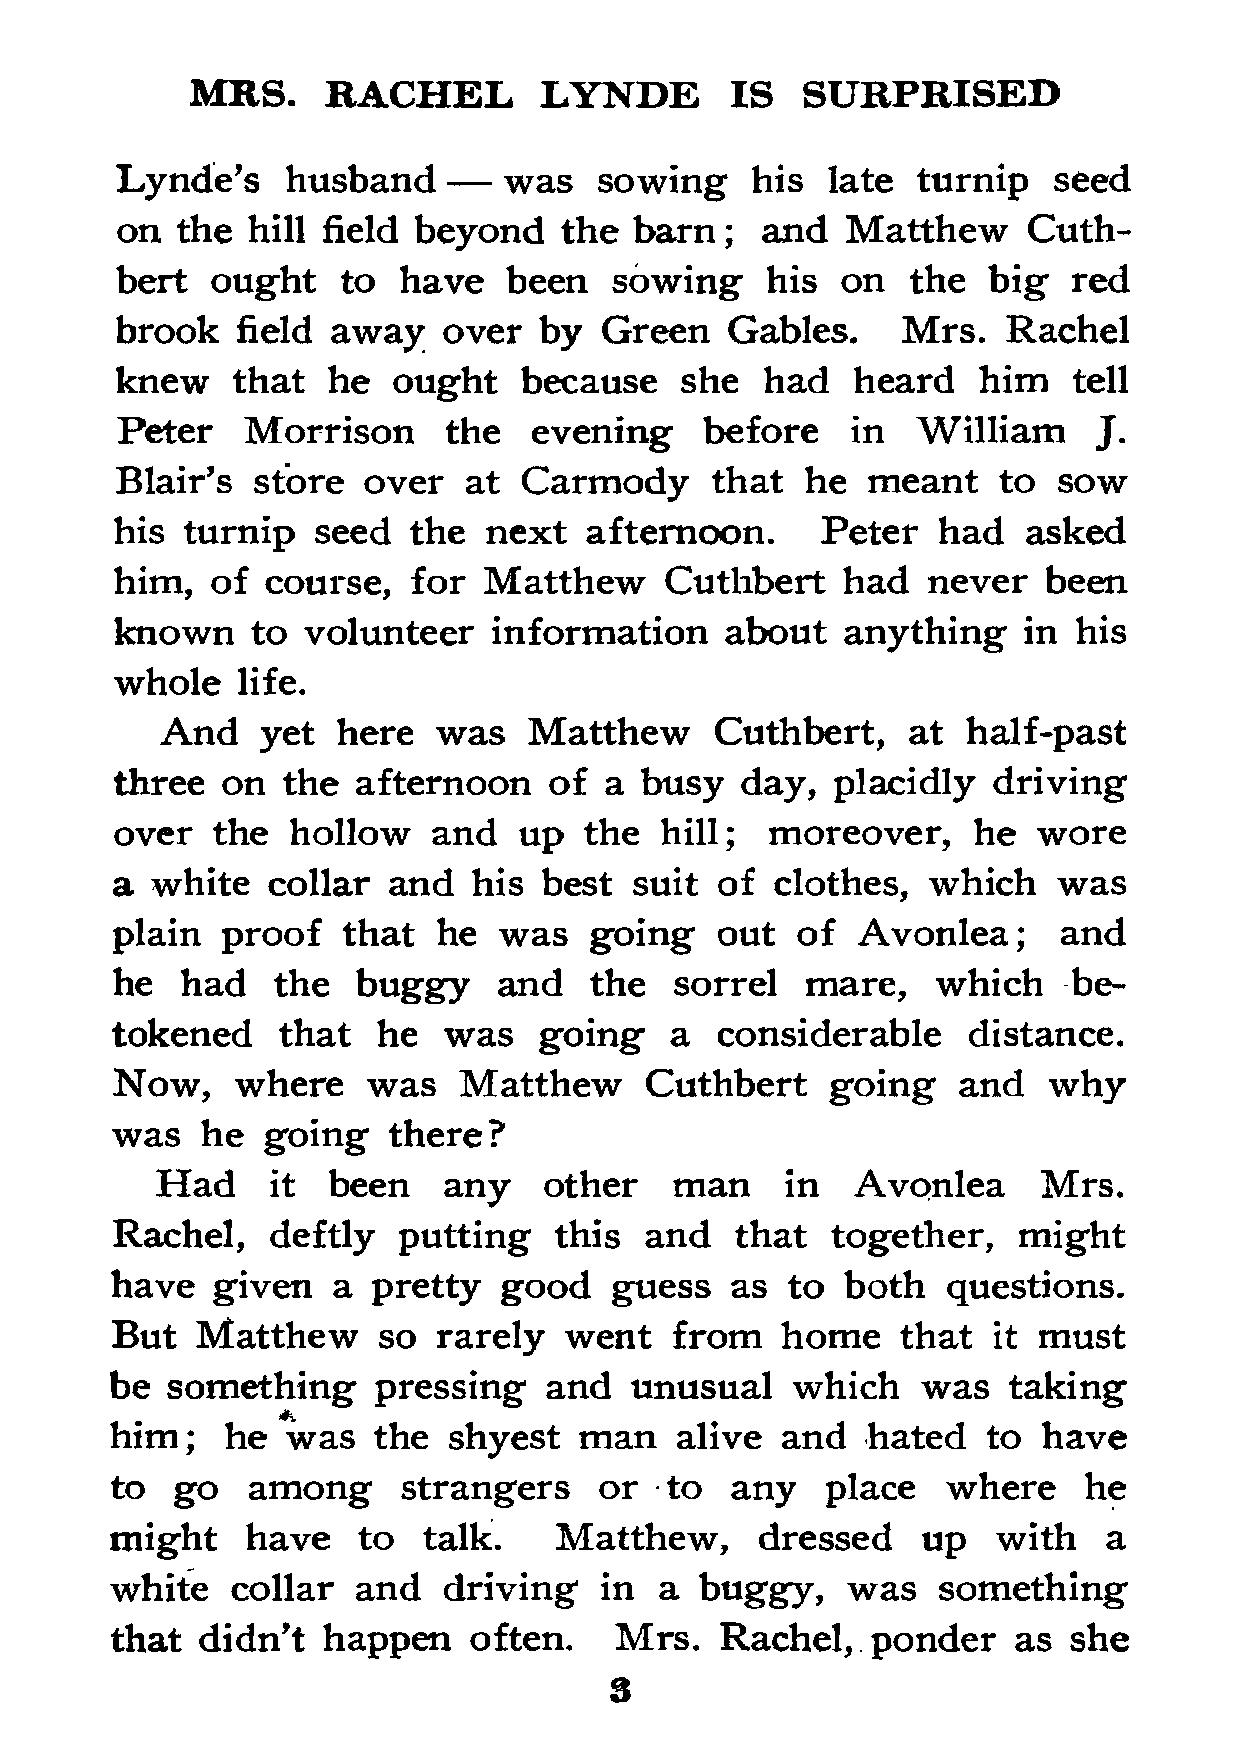 MRS. RACHEL LYNDE IS SURPRISED
Lynde's husband — was sowing his late turnip seed
on the hill field beyond the barn; and Matthew Cuth-
bert ought to have been sowing his on the big red
brook field away over by Green Gables. Mrs. Rachel
knew that he ought because she had heard him tell
Peter Morrison the evening before in William J.
Blair's store over at Carmody that he meant to sow
his turnip seed the next afternoon. Peter had asked
him, of course, for Matthew Cuthbert had never been
known to volunteer information about anything in his
whole life.
And yet here was Matthew Cuthbert, at half-past
three on the afternoon of a busy day, placidly driving
over the hollow and up the hill; moreover, he wore
a white collar and his best suit of clothes, which was
plain proof that he was going out of Avonlea; and
he had the buggy and the sorrel mare, which be-
tokened that he was going a considerable distance.
Now, where was Matthew Cuthbert going and why
was he going there?
Had it been any other man in Avonlea Mrs.
Rachel, deftly putting this and that together, might
have given a pretty good guess as to both questions.
But Matthew so rarely went from home that it must
be something pressing and unusual which was taking
him; he was the shyest man alive and hated to have
to go among strangers or to any place where he
might have to talk. Matthew, dressed up with a
white collar and driving in a buggy, was something
that didn't happen often. Mrs. Rachel, ponder as she
3